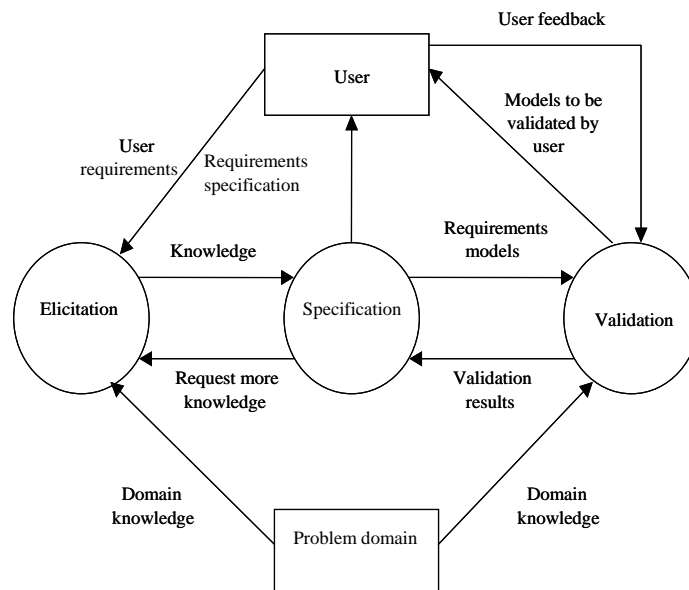 User feedback
User
Models to be
validated by
user
User
requirements
Requirements
specification
Knowledge
Requirements
models
Elicitation
Specification
Validation
Request more
knowledge
Validation
results
Domain
knowledge
Domain
knowledge
Problem domain